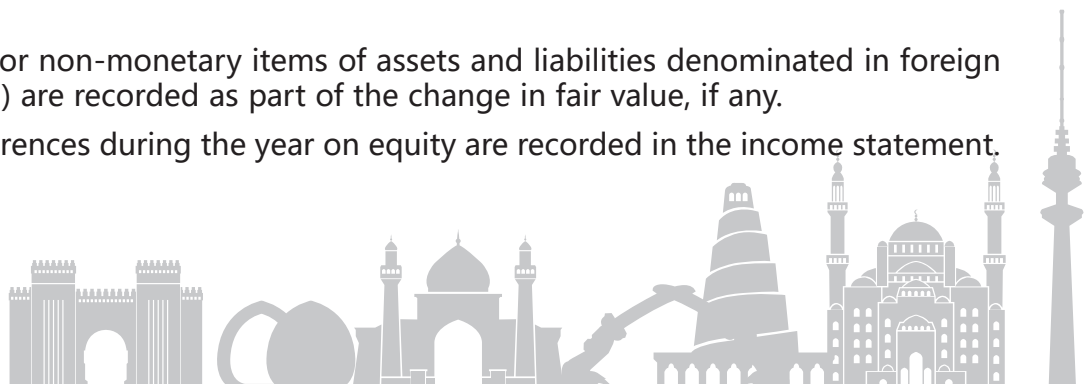 or non-monetary items of assets and liabilities denominated in foreign
) are recorded as part of the change in fair value, if any.
rences during the year on equity are recorded in the income statement.